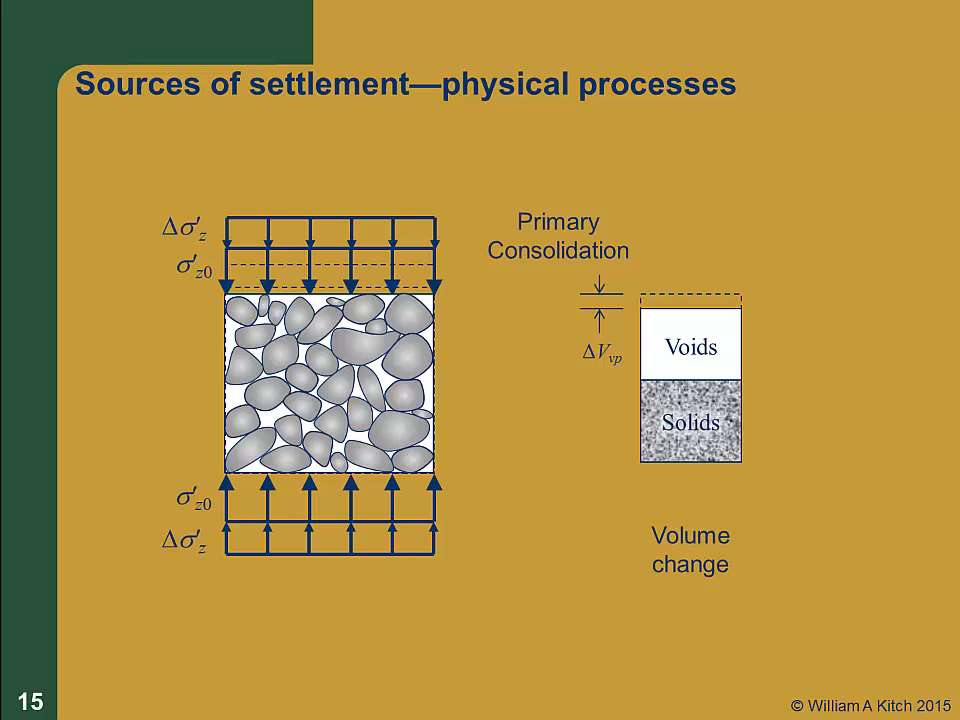 Sources of settlement—physical processes
Δσ′z
σ′z0
Primary
Consolidation
ΔVvp
Voids
Solids
σ′z0
Δσ′z
Volume
change
15
© William A Kitch 2015